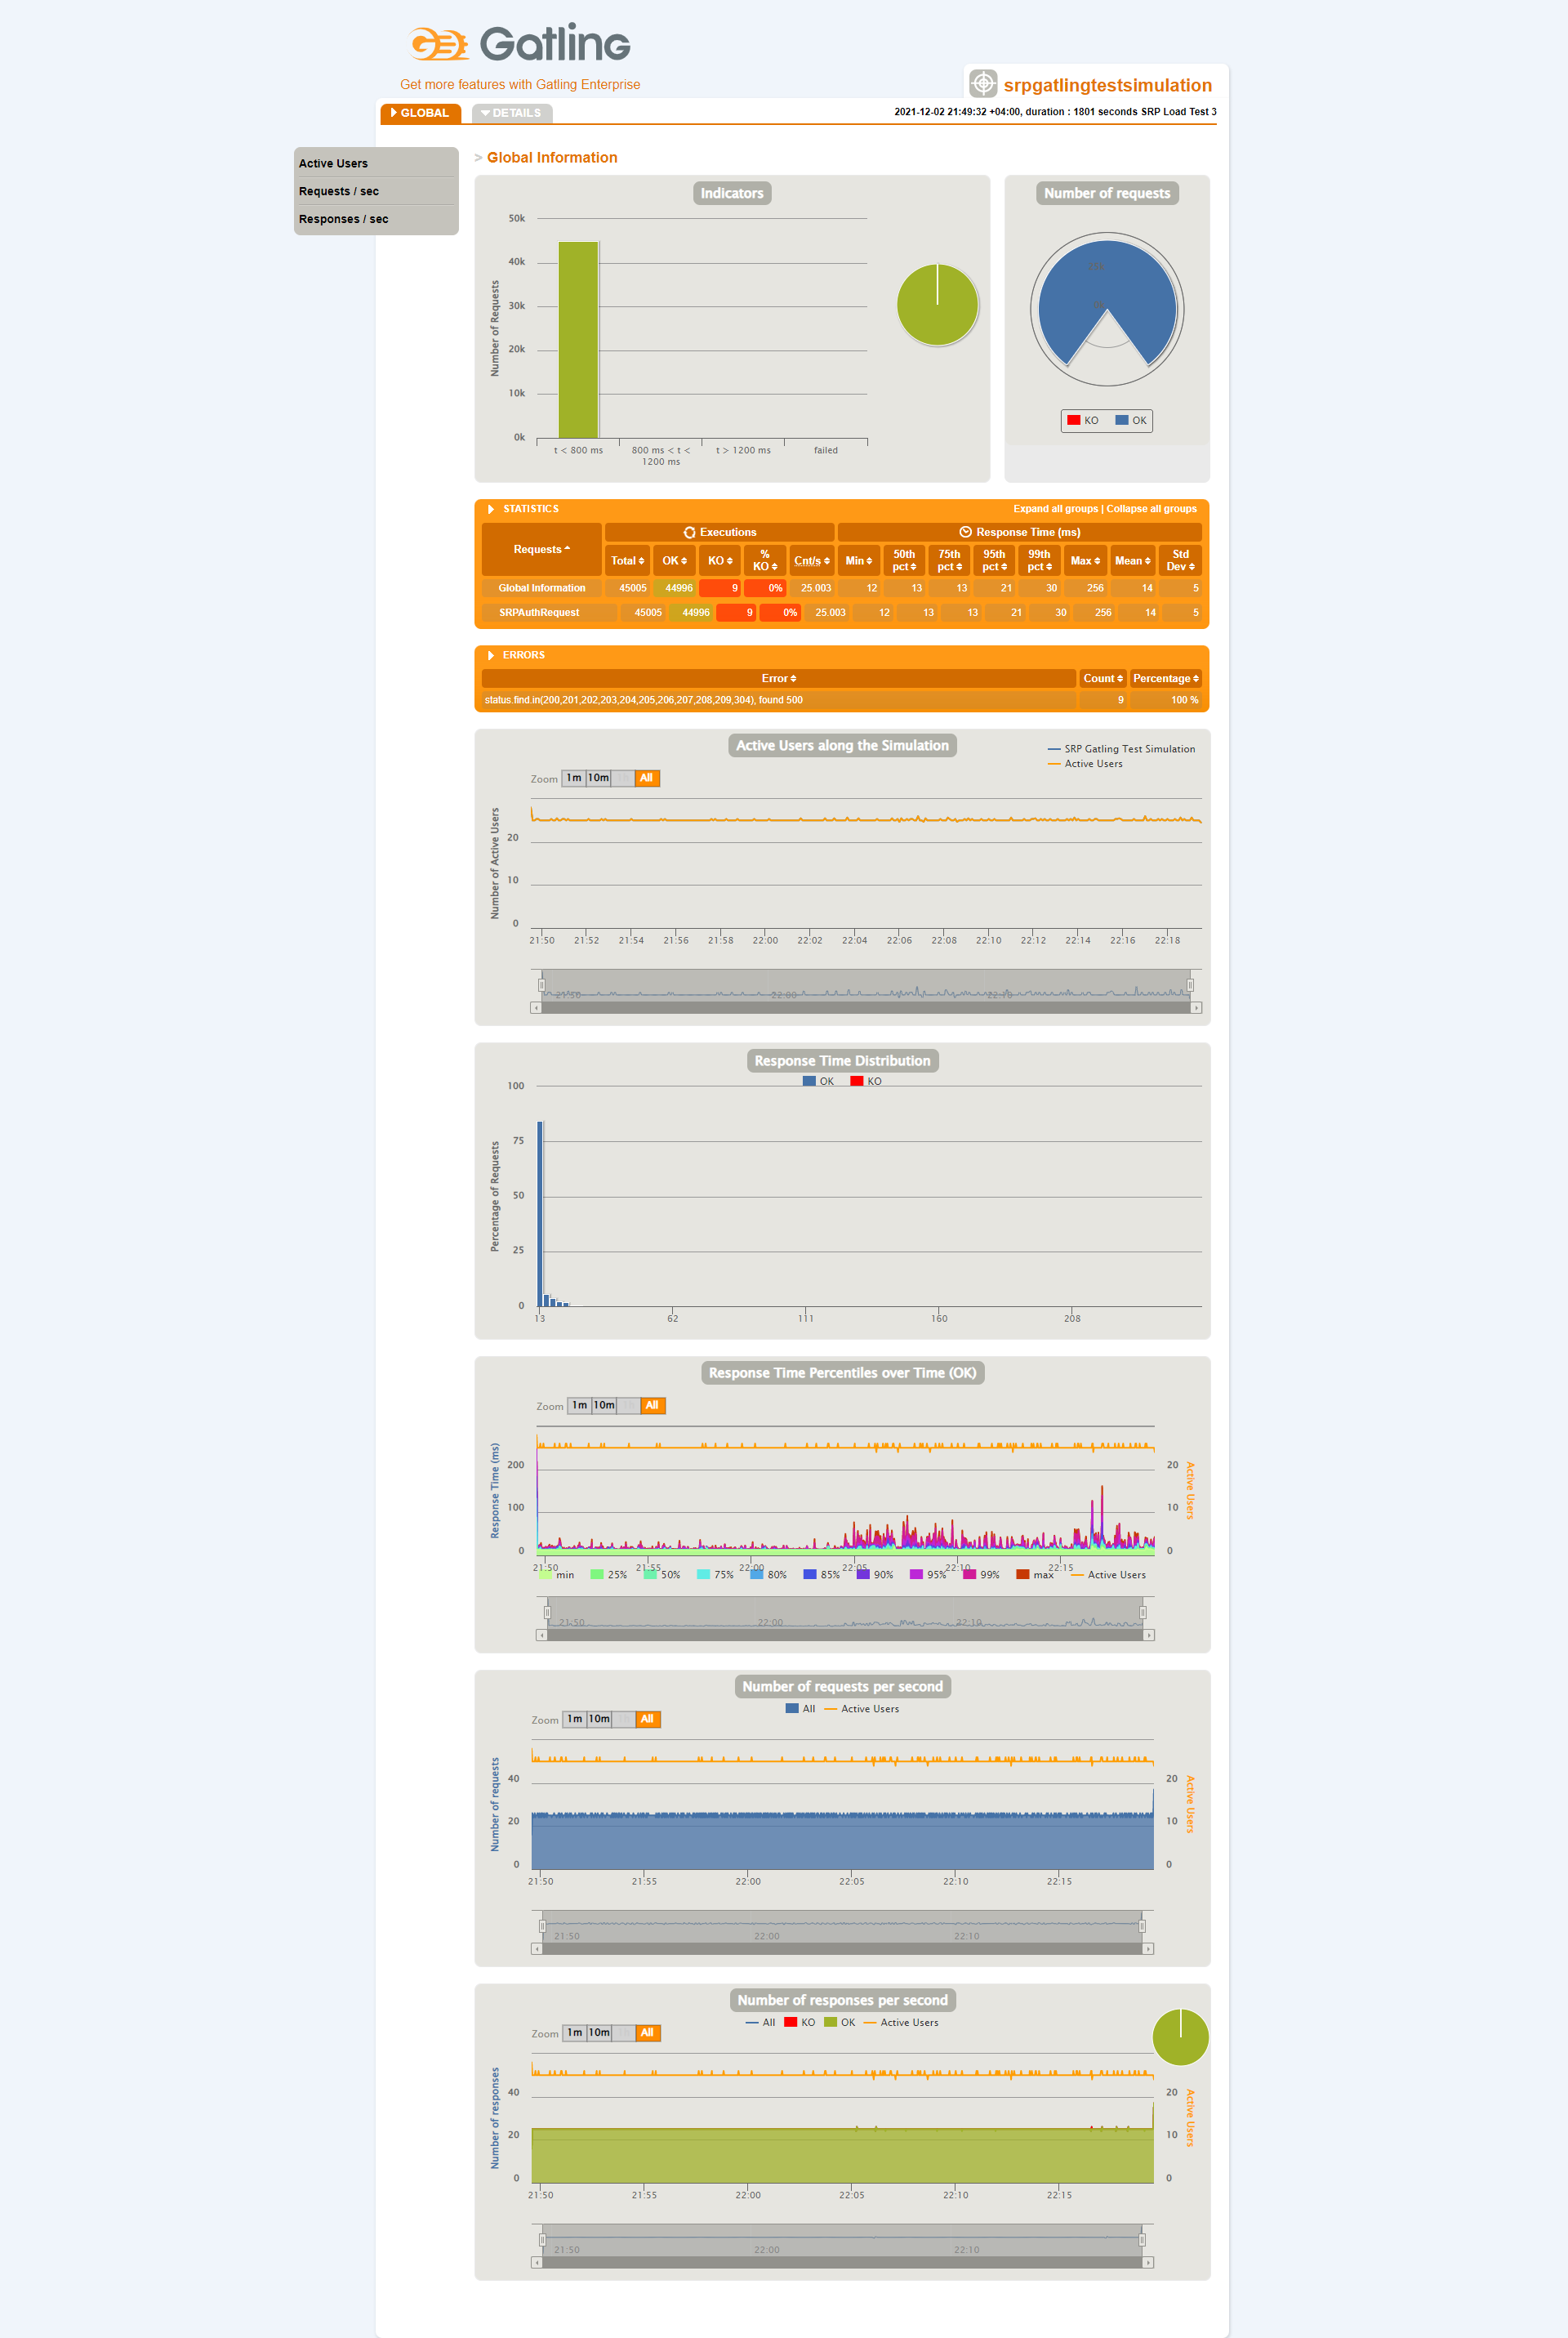 Gatling
Get more features with Gatling Enterprise
srpgatlingtestsimulation
GLOBAL
DETAILS
2021-12-02 21:49:32 +04:00, duration : 1801 seconds SRP Load Test 3
Active Users
Requests / sec
Responses / sec
> Global Information
Indicators
Number of Requests
50k
40k
30k
20k
10k
0k
t < 800 ms
800 ms < t <
1200 ms
t > 1200 ms
failed
Number of requests
KO
OK
STATISTICS
Expand all groups | Collapse all groups
Requests
Executions
Response Time (ms)
Total
OK
KO
%
KO
Cnt/s
Min
50th
pct
75th
pct
95th
pct
99th
pct
Max
Mean
Std
Dev
Global Information 45005 44996 9 0% 25.003 12 13 13 21 30 256 14 5
SRPAuthRequest 45005 44996 9 0% 25.003 12 13 13 21 30 256 14 5
ERRORS
Error Count Percentage
status.find.in(200,201,202,203,204,205,206,207,208,209,304), found 500 9 100 %
Active Users along the Simulation
SRP Gatling Test Simulation
Active Users
Zoom 1m 10m All
Number of Active Users
20
10
0
21:50 21:52 21:54 21:56 21:58 22:00 22:02 22:04 22:06 22:08 22:10 22:12 22:14 22:16 22:18
21:50 22:00 22:10
Response Time Distribution
OK KO
Percentage of Requests
100
75
50
25
0
13 62 111 160 208
Response Time Percentiles over Time (OK)
Zoom 1m 10m All
Response Time (ms)
200
100
0
20
10
0
Active Users
21:50 21:55 22:00 22:05 22:10 22:15
min 25% 50% 75% 80% 85% 90% 95% 99% max Active Users
21:50 22:00 22:10
Number of requests per second
All Active Users
Zoom 1m 10m All
Number of requests
40
20
0
20
10
0
Active Users
21:50 21:55 22:00 22:05 22:10 22:15
21:50 22:00 22:10
Number of responses per second
All KO OK Active Users
Zoom 1m 10m All
Number of responses
40
20
0
20
10
0
Active Users
21:50 21:55 22:00 22:05 22:10 22:15
21:50 22:00 22:10